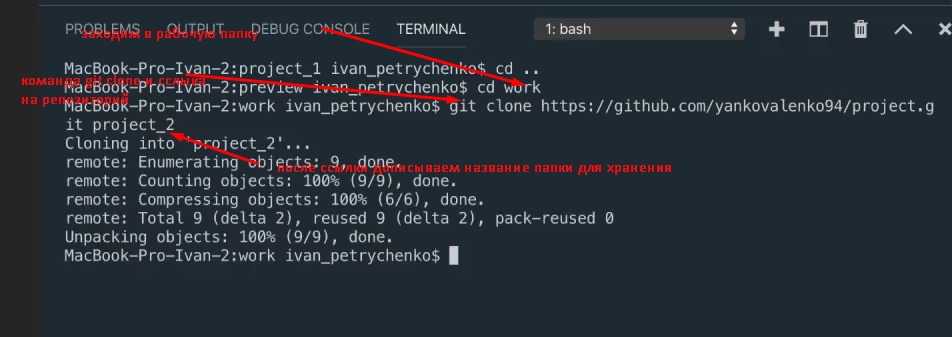 PROBLEMS OUTPUT DEBUG CONSOLE TERMINAL 1: bash
заходим в рабочую папку
MacBook-Pro-Ivan-2:project_1 ivan_petrychenko$ cd ..
команда git clone и ссылка
MacBook-Pro-Ivan-2:preview ivan_petrychenko$ cd work
на репозиторий
MacBook-Pro-Ivan-2:work ivan_petrychenko$ git clone https://github.com/yankovalenko94/project.g
it project_2
Cloning into 'project_2'...
remote: Enumerating objects: 9, done.
после ссылки дописываем название папки для хранения
remote: Counting objects: 100% (9/9), done.
remote: Compressing objects: 100% (6/6), done.
remote: Total 9 (delta 2), reused 9 (delta 2), pack-reused 0
Unpacking objects: 100% (9/9), done.
MacBook-Pro-Ivan-2:work ivan_petrychenko$